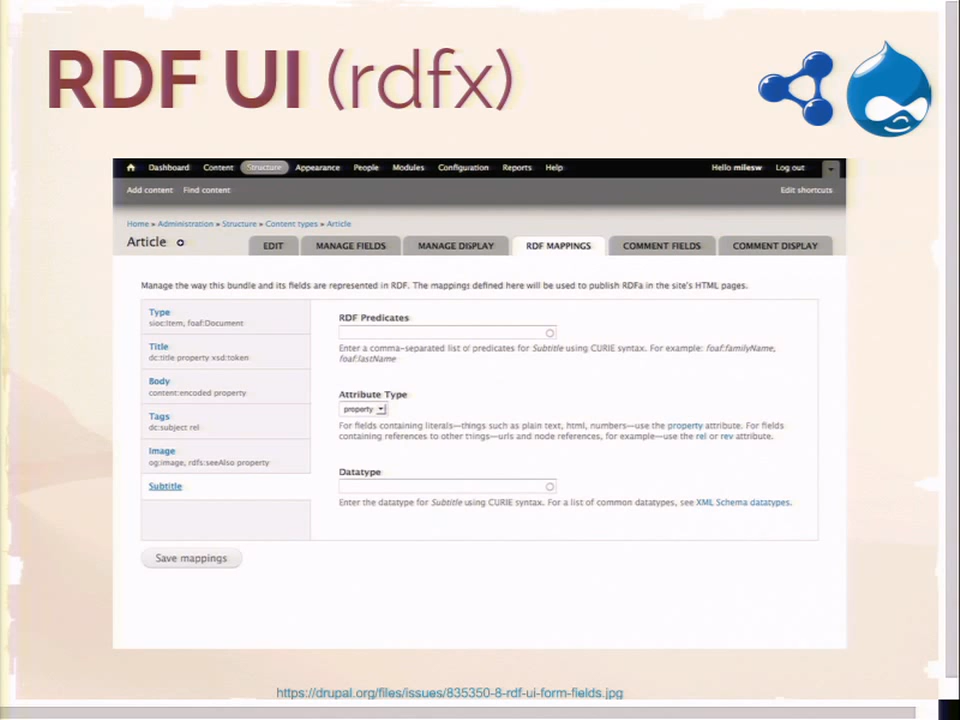 RDF UI (rdfx)
Dashboard Content Structure Appearance People Modules Configuration Reports Help Hello milesw Log out
Add content Find content Edit shortcuts
Home » Administration » Structure » Content types » Article
Article EDIT MANAGE FIELDS MANAGE DISPLAY RDF MAPPINGS COMMENT FIELDS COMMENT DISPLAY
Manage the way this bundle and its fields are represented in RDF. The mappings defined here will be used to publish RDFa in the site's HTML pages.
Type
sioc:Item, foaf:Document
Title
dc:title property xsd:token
Body
content:encoded property
Tags
dc:subject rel
Image
og:image, rdfs:seeAlso property
Subtitle
RDF Predicates
Enter a comma-separated list of predicates for Subtitle using CURIE syntax. For example: foaf:familyName,
foaf:lastName
Attribute Type
property
For fields containing literals—things such as plain text, html, numbers—use the property attribute. For fields
containing references to other things—urls and node references, for example—use the rel or rev attribute.
Datatype
Enter the datatype for Subtitle using CURIE syntax. For a list of common datatypes, see XML Schema datatypes.
Save mappings
https://drupal.org/files/issues/835350-8-rdf-ui-form-fields.jpg